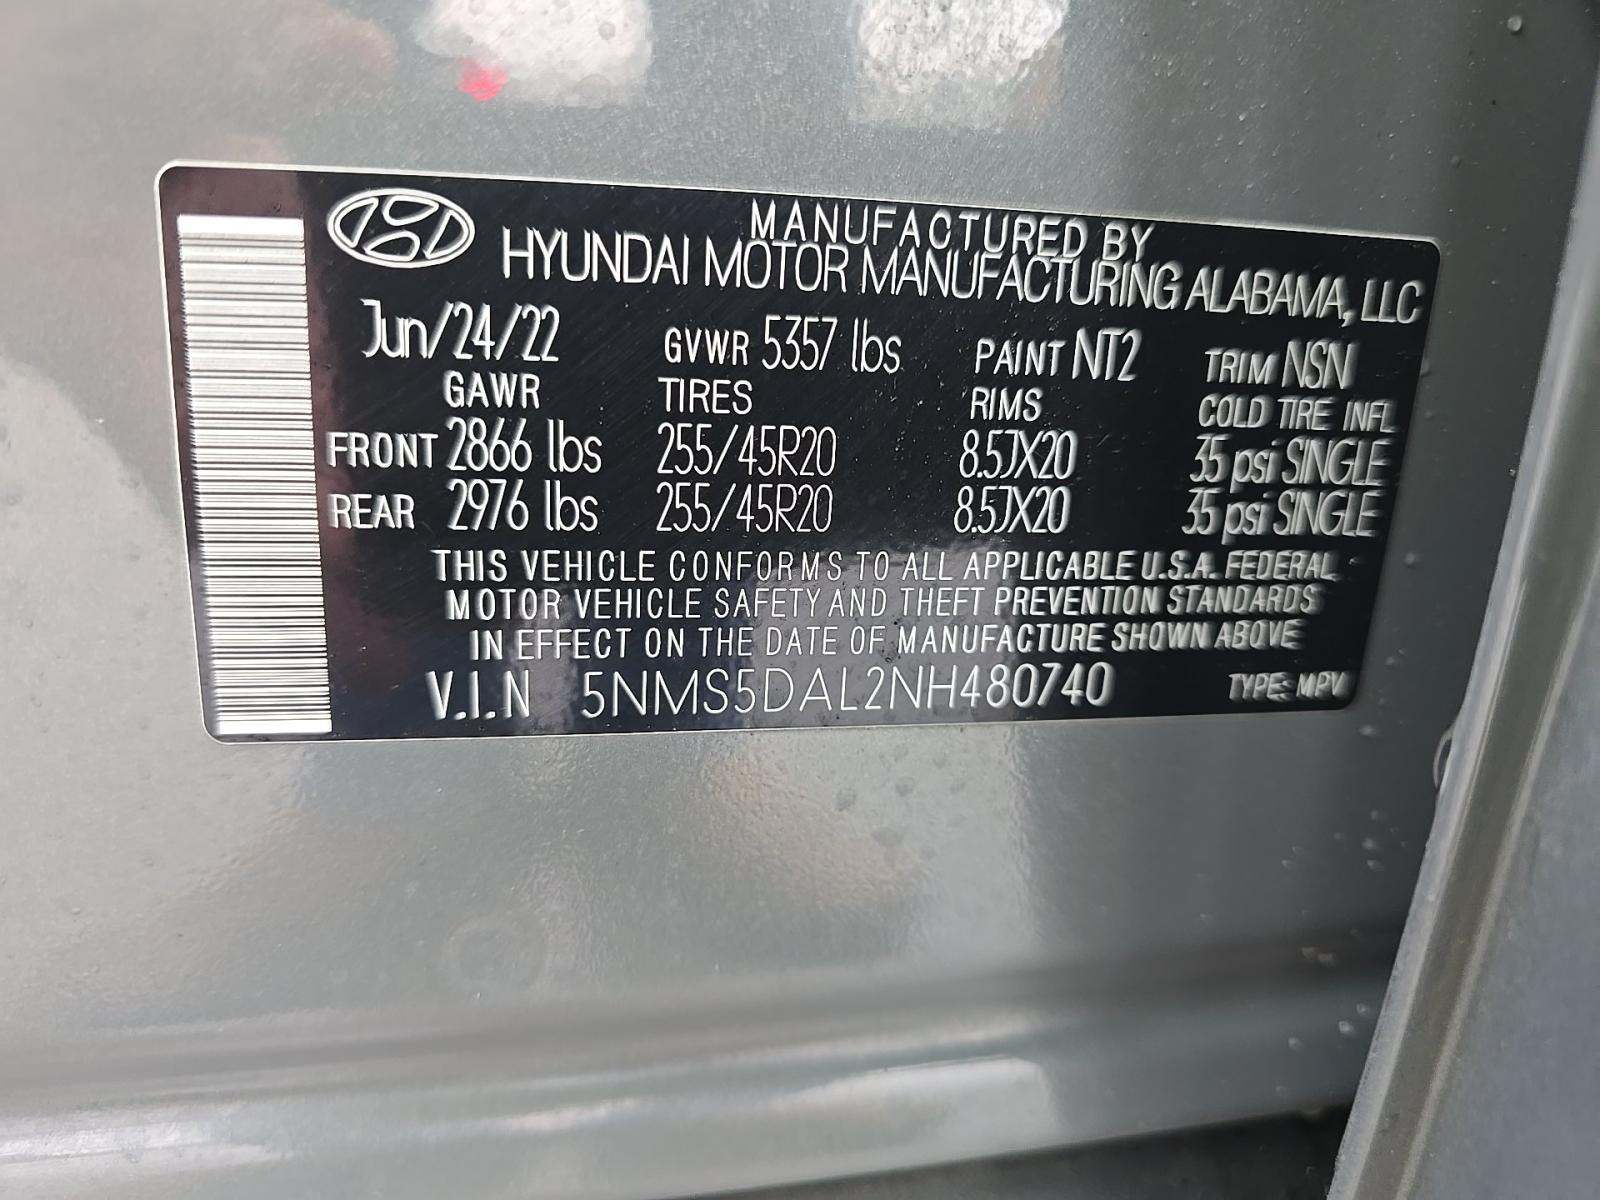 MANUFACTURED BY
HYUNDAI MOTOR MANUFACTURING ALABAMA, LLC
Jun/24/22 GVWR 5357 lbs PAINT NT2 TRIM NSN
GAWR TIRES RIMS COLD TIRE INFL
FRONT 2866 lbs 255/45R20 8.5JX20 35 psi SINGLE
REAR 2976 lbs 255/45R20 8.5JX20 35 psi SINGLE
THIS VEHICLE CONFORMS TO ALL APPLICABLE U.S.A. FEDERAL
MOTOR VEHICLE SAFETY AND THEFT PREVENTION STANDARDS
IN EFFECT ON THE DATE OF MANUFACTURE SHOWN ABOVE
V.I.N 5NMS5DAL2NH480740 TYPE: MPV